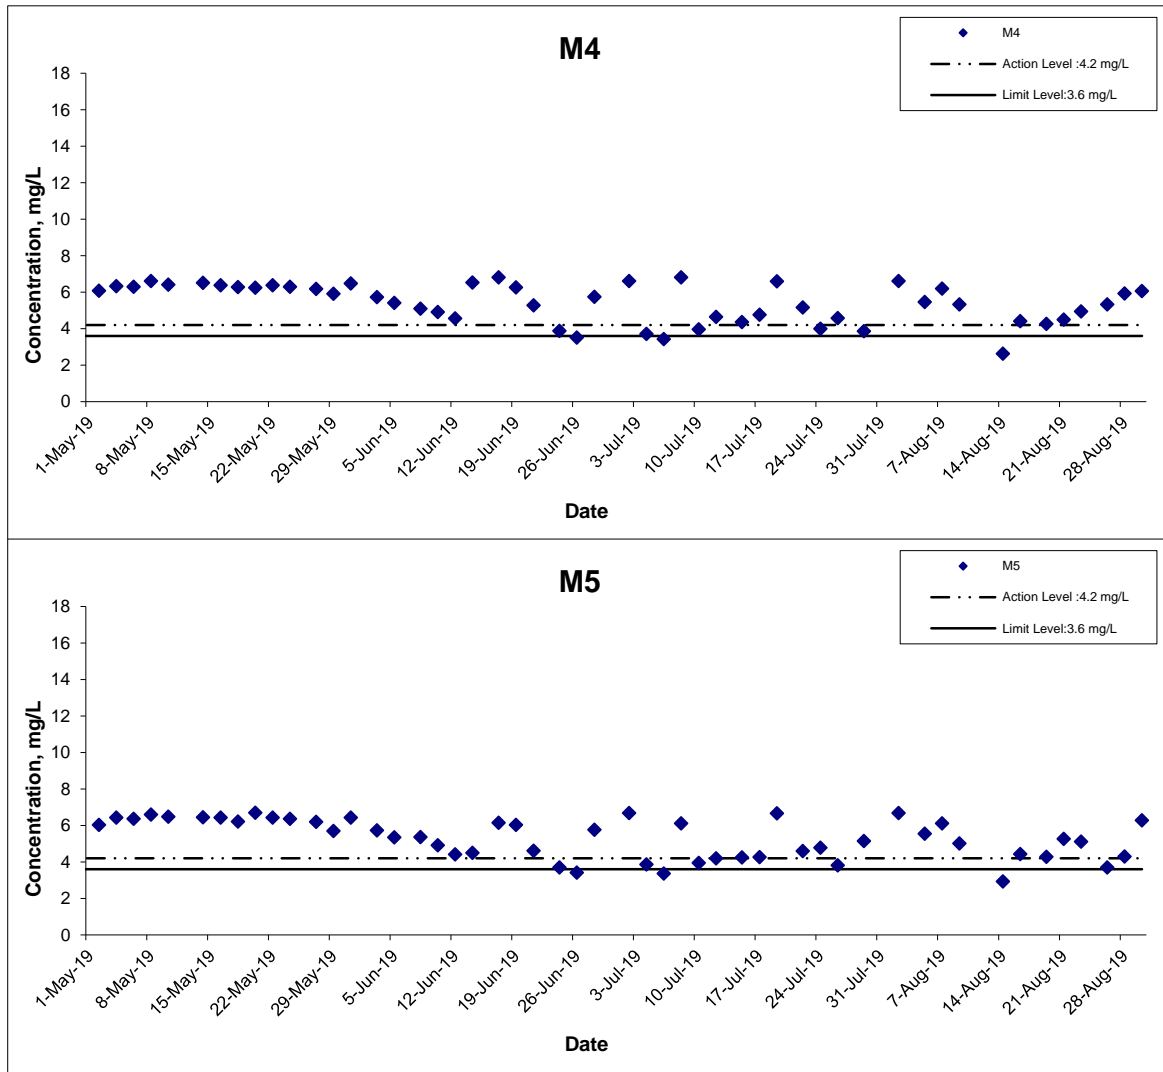 M4
M4
Action Level :4.2 mg/L
Limit Level:3.6 mg/L
Concentration, mg/L
18
16
14
12
10
8
6
4
2
0
1-May-19
8-May-19
15-May-19
22-May-19
29-May-19
5-Jun-19
12-Jun-19
19-Jun-19
26-Jun-19
3-Jul-19
10-Jul-19
17-Jul-19
24-Jul-19
31-Jul-19
7-Aug-19
14-Aug-19
21-Aug-19
28-Aug-19
Date
M5
M5
Action Level :4.2 mg/L
Limit Level:3.6 mg/L
Concentration, mg/L
18
16
14
12
10
8
6
4
2
0
1-May-19
8-May-19
15-May-19
22-May-19
29-May-19
5-Jun-19
12-Jun-19
19-Jun-19
26-Jun-19
3-Jul-19
10-Jul-19
17-Jul-19
24-Jul-19
31-Jul-19
7-Aug-19
14-Aug-19
21-Aug-19
28-Aug-19
Date